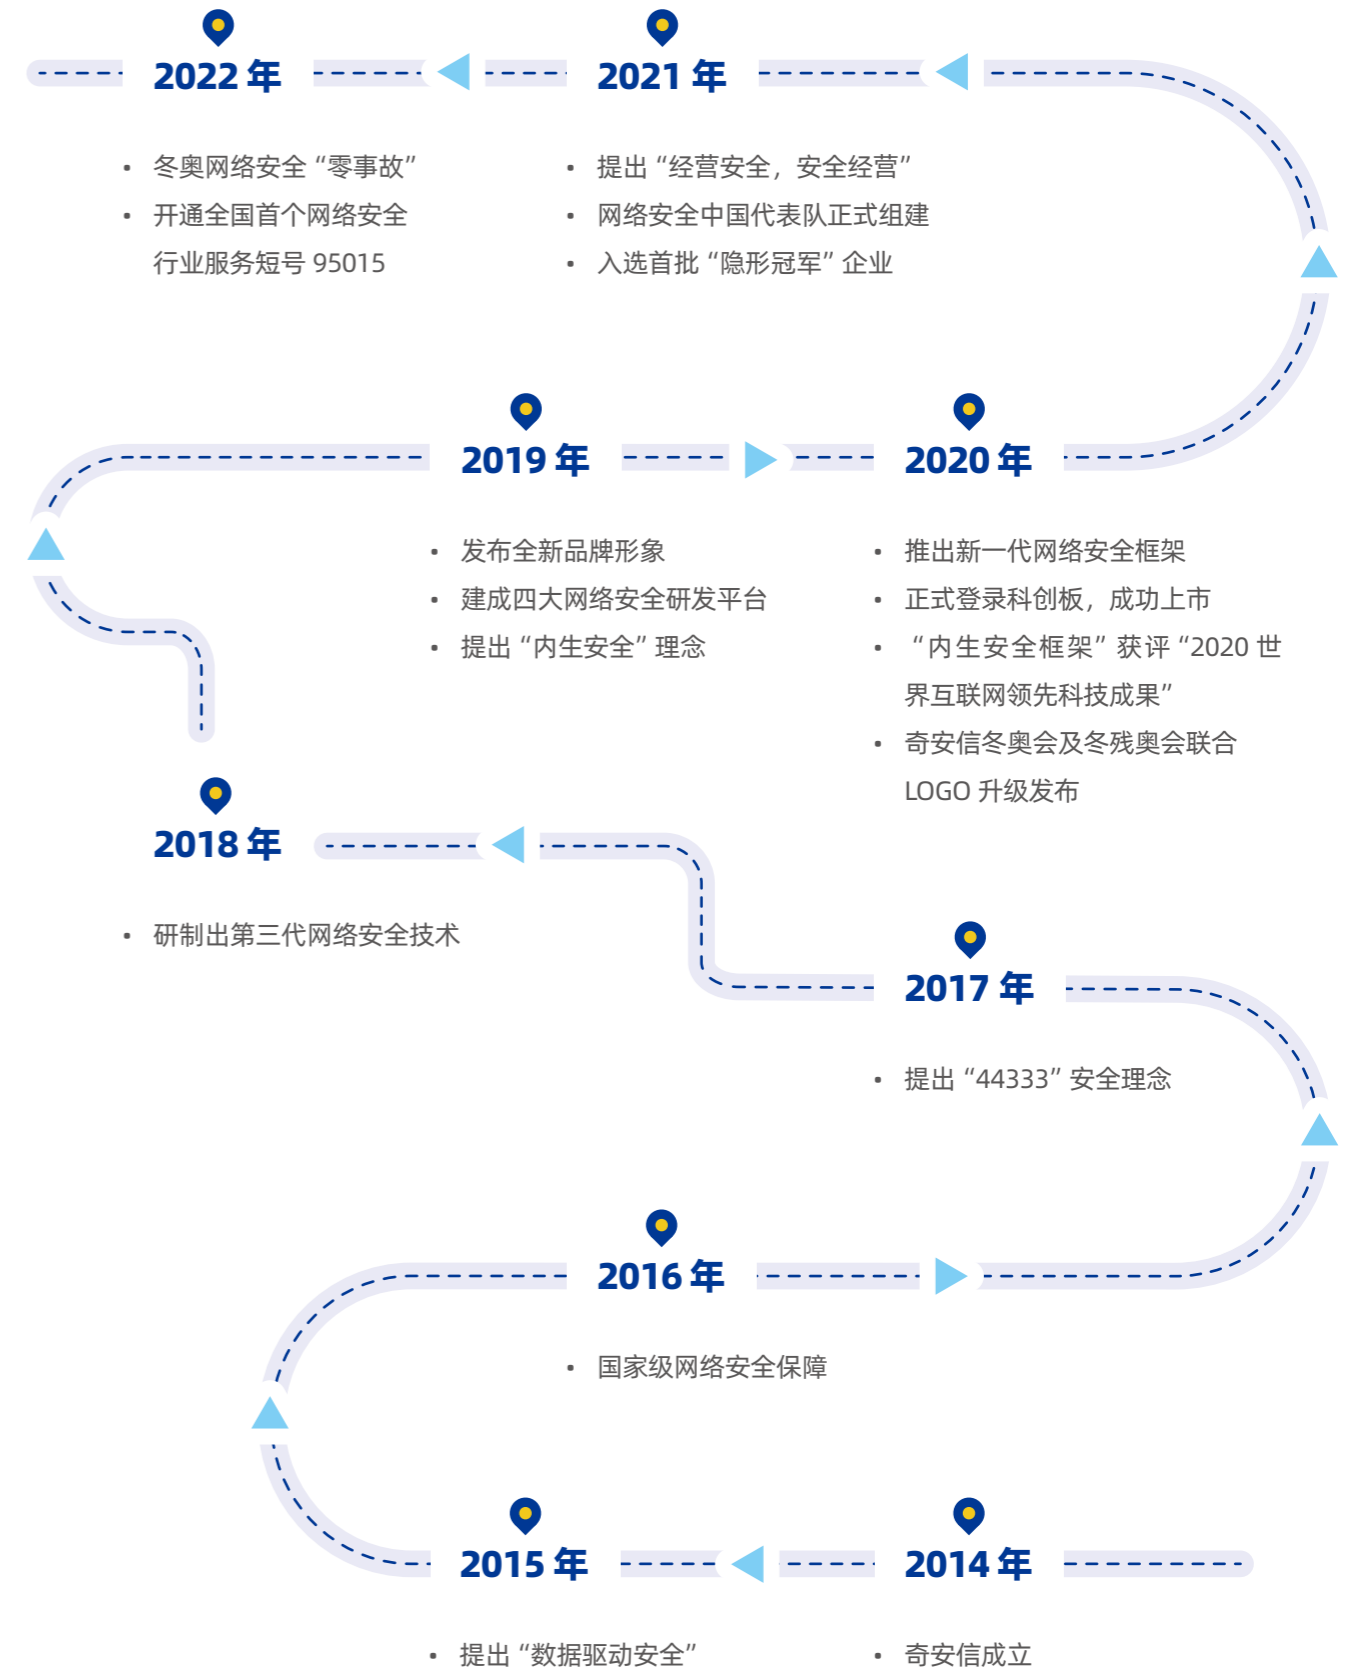 2022 年
• 冬奥网络安全“零事故”
• 开通全国首个网络安全
行业服务短号 95015
2021 年
• 提出“经营安全，安全经营”
• 网络安全中国代表队正式组建
• 入选首批“隐形冠军”企业
2019 年
• 发布全新品牌形象
• 建成四大网络安全研发平台
• 提出“内生安全”理念
2020 年
• 推出新一代网络安全框架
• 正式登录科创板，成功上市
• “内生安全框架”获评“2020 世
界互联网领先科技成果”
• 奇安信冬奥会及冬残奥会联合
LOGO 升级发布
2018 年
• 研制出第三代网络安全技术
2017 年
• 提出“44333”安全理念
2016 年
• 国家级网络安全保障
2015 年
• 提出“数据驱动安全”
2014 年
• 奇安信成立